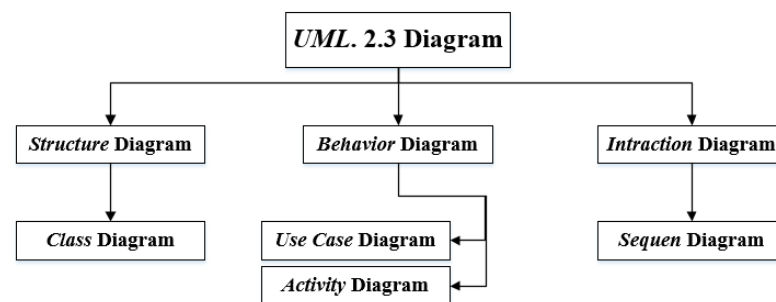 UML. 2.3 Diagram
Structure Diagram
Behavior Diagram
Intraction Diagram
Class Diagram
Use Case Diagram
Sequen Diagram
Activity Diagram